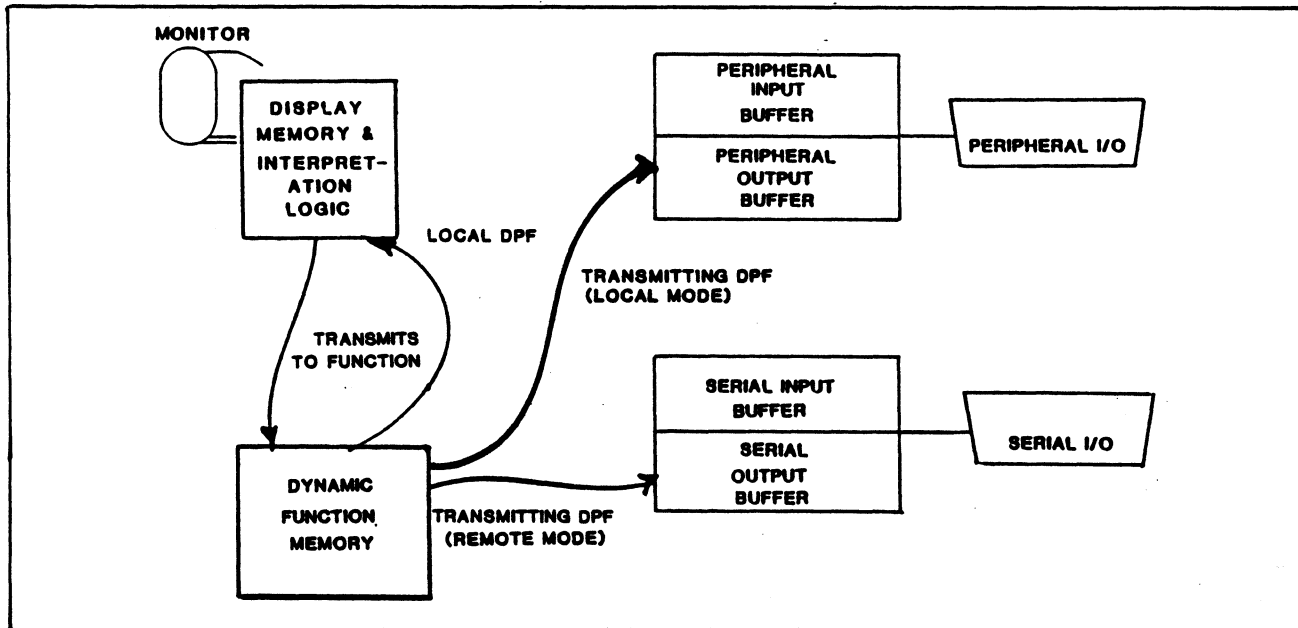 MONITOR
DISPLAY
MEMORY &
INTERPRET-
ATION
LOGIC
PERIPHERAL
INPUT
BUFFER
PERIPHERAL
OUTPUT
BUFFER
PERIPHERAL I/O
LOCAL DPF
TRANSMITTING DPF
(LOCAL MODE)
TRANSMITS
TO FUNCTION
SERIAL INPUT
BUFFER
SERIAL
OUTPUT
BUFFER
SERIAL I/O
DYNAMIC
FUNCTION
MEMORY
TRANSMITTING DPF
(REMOTE MODE)